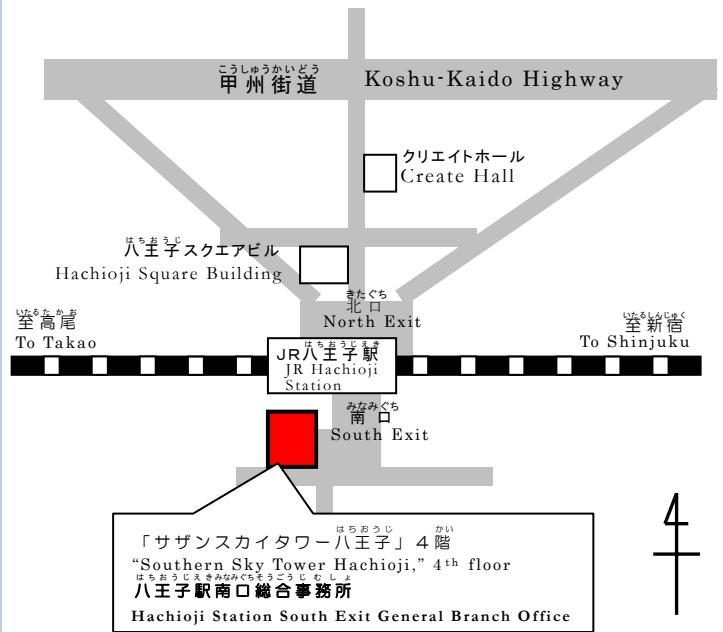 こうしゅうかいどう
甲州街道 Koshu-Kaido Highway
クリエイトホール
Create Hall
はちおうじ
八王子スクエアビル
Hachioji Square Building
きたぐち
北口
North Exit
いたるたかお
至高尾
To Takao
いたるしんじゅく
至新宿
To Shinjuku
はちおうじえき
JR八王子駅
JR Hachioji
Station
みなみぐち
南口
South Exit
はちおうじ かい
「サザンスカイタワー八王子」4階
“Southern Sky Tower Hachioji,” 4th floor
はちおうじえきみなみぐちそうごうじむしょ
八王子駅南口総合事務所
Hachioji Station South Exit General Branch Office